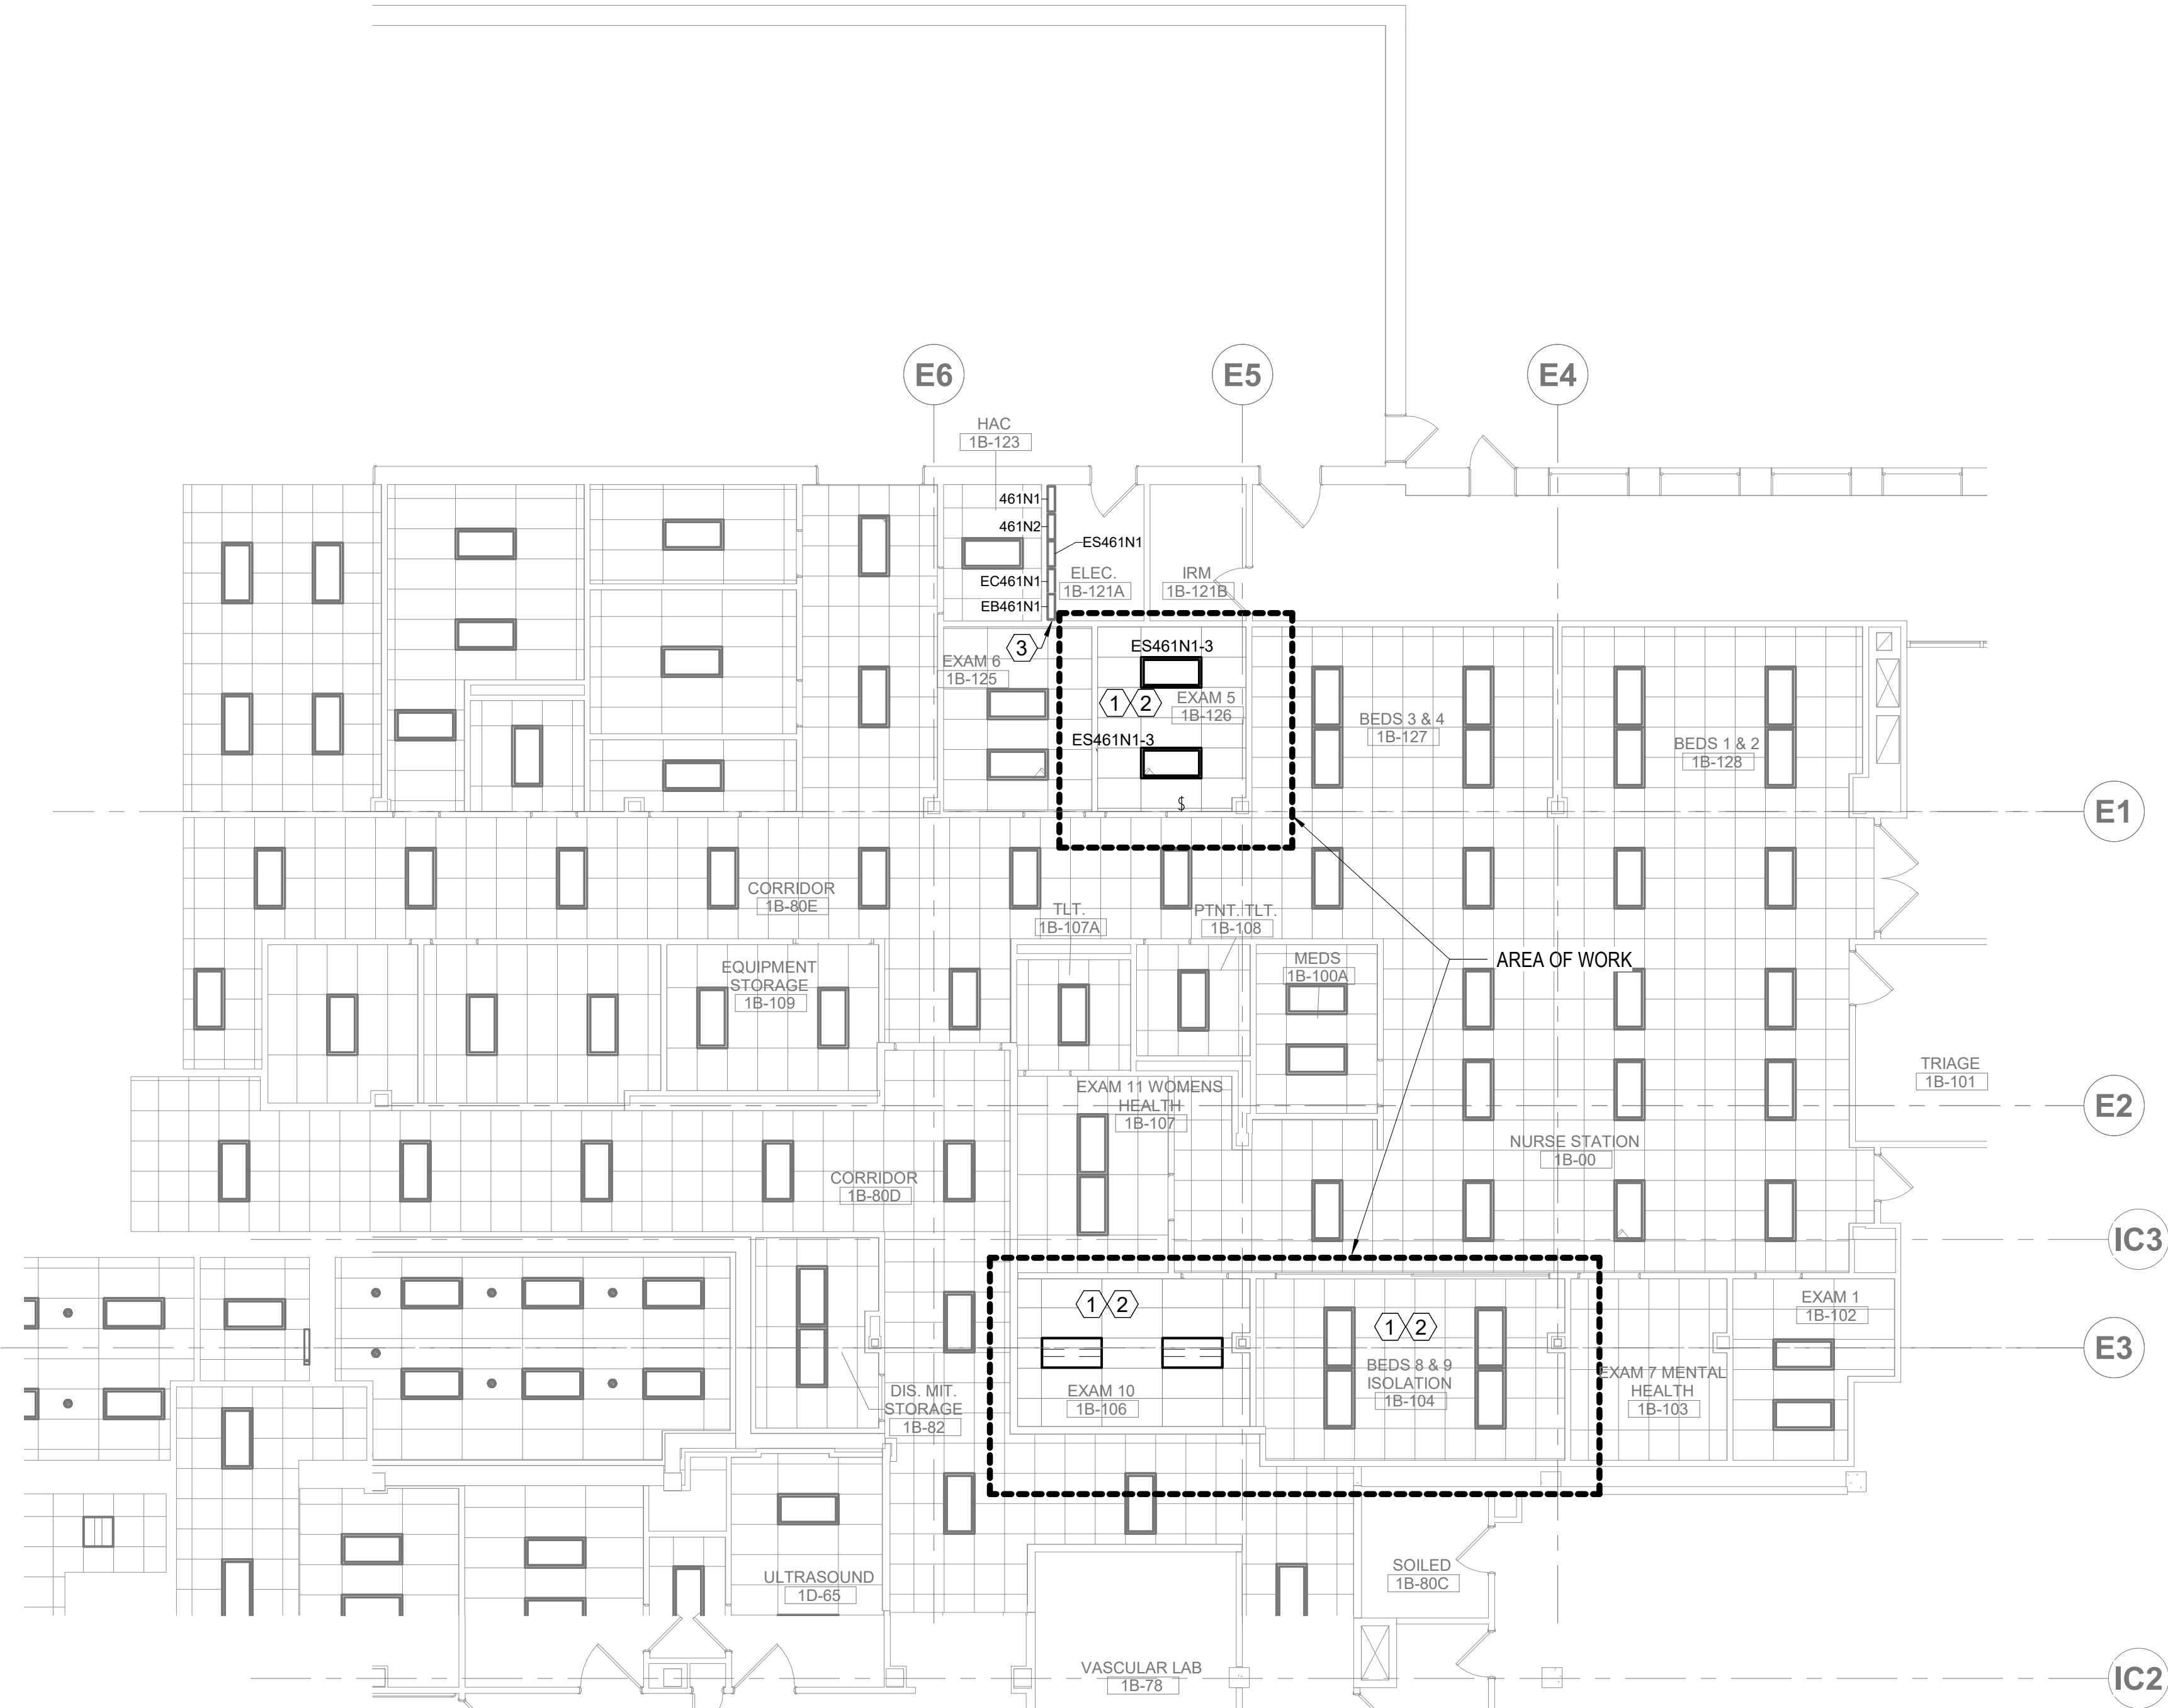 E6
E5
E4
HAC
1B-123
461N1
461N2
ES461N1
EC461N1
EB461N1
ELEC.
1B-121A
IRM
1B-121B
3
EXAM 6
1B-125
ES461N1-3
1 2
EXAM 5
1B-126
ES461N1-3
$
BEDS 3 & 4
1B-127
BEDS 1 & 2
1B-128
E1
CORRIDOR
1B-80E
TLT.
1B-107A
PTNT. TLT.
1B-108
EQUIPMENT
STORAGE
1B-109
MEDS
1B-100A
AREA OF WORK
TRIAGE
1B-101
EXAM 11 WOMENS
HEALTH
1B-107
E2
NURSE STATION
1B-00
CORRIDOR
1B-80D
IC3
1 2
1 2
EXAM 1
1B-102
E3
DIS. MIT.
STORAGE
1B-82
EXAM 10
1B-106
BEDS 8 & 9
ISOLATION
1B-104
EXAM 7 MENTAL
HEALTH
1B-103
ULTRASOUND
1D-65
SOILED
1B-80C
VASCULAR LAB
1B-78
IC2